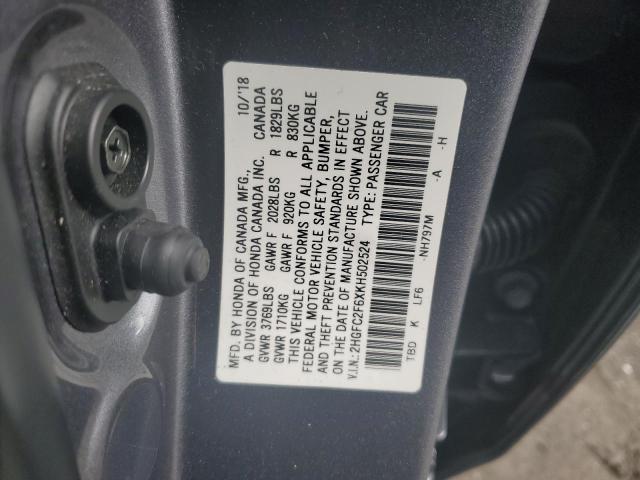 MFD. BY HONDA OF CANADA MFG., 10/'18
A DIVISION OF HONDA CANADA INC. CANADA
GVWR 3769LBS GAWR F 2028LBS R 1829LBS
GVWR 1710KG GAWR F 920KG R 830KG
THIS VEHICLE CONFORMS TO ALL APPLICABLE
FEDERAL MOTOR VEHICLE SAFETY, BUMPER,
AND THEFT PREVENTION STANDARDS IN EFFECT
ON THE DATE OF MANUFACTURE SHOWN ABOVE.
V.I.N.:2HGFC2F6XKH502524 TYPE: PASSENGER CAR
TBD K LF6 -NH797M -A -H